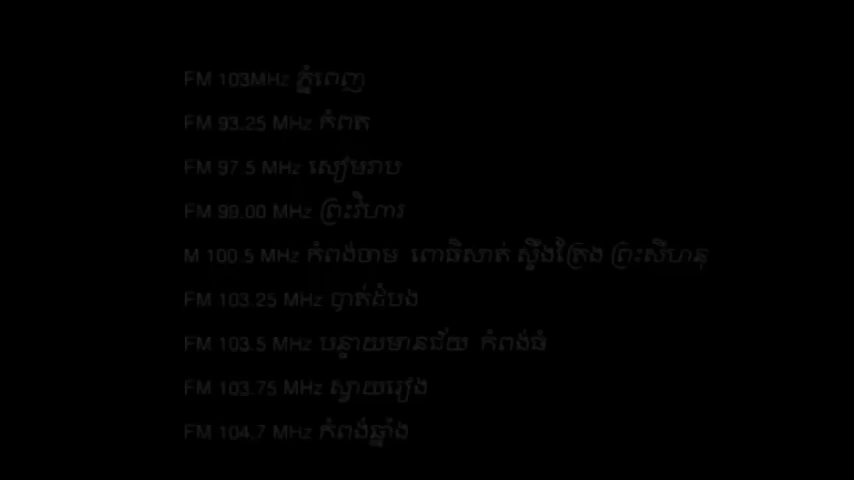 FM 103MHz ភ្នំពេញ
FM 93.25 MHz កំពត
FM 97.5 MHz សៀមរាប
FM 99.00 MHz ព្រះវិហារ
M 100.5 MHz កំពង់ចាម ពោធិសាត់ ស្ទឹងត្រែង ព្រះសីហនុ
FM 103.25 MHz បាត់ដំបង
FM 103.5 MHz បន្ទាយមានជ័យ កំពង់ធំ
FM 103.75 MHz ស្វាយរៀង
FM 104.7 MHz កំពង់ឆ្នាំង